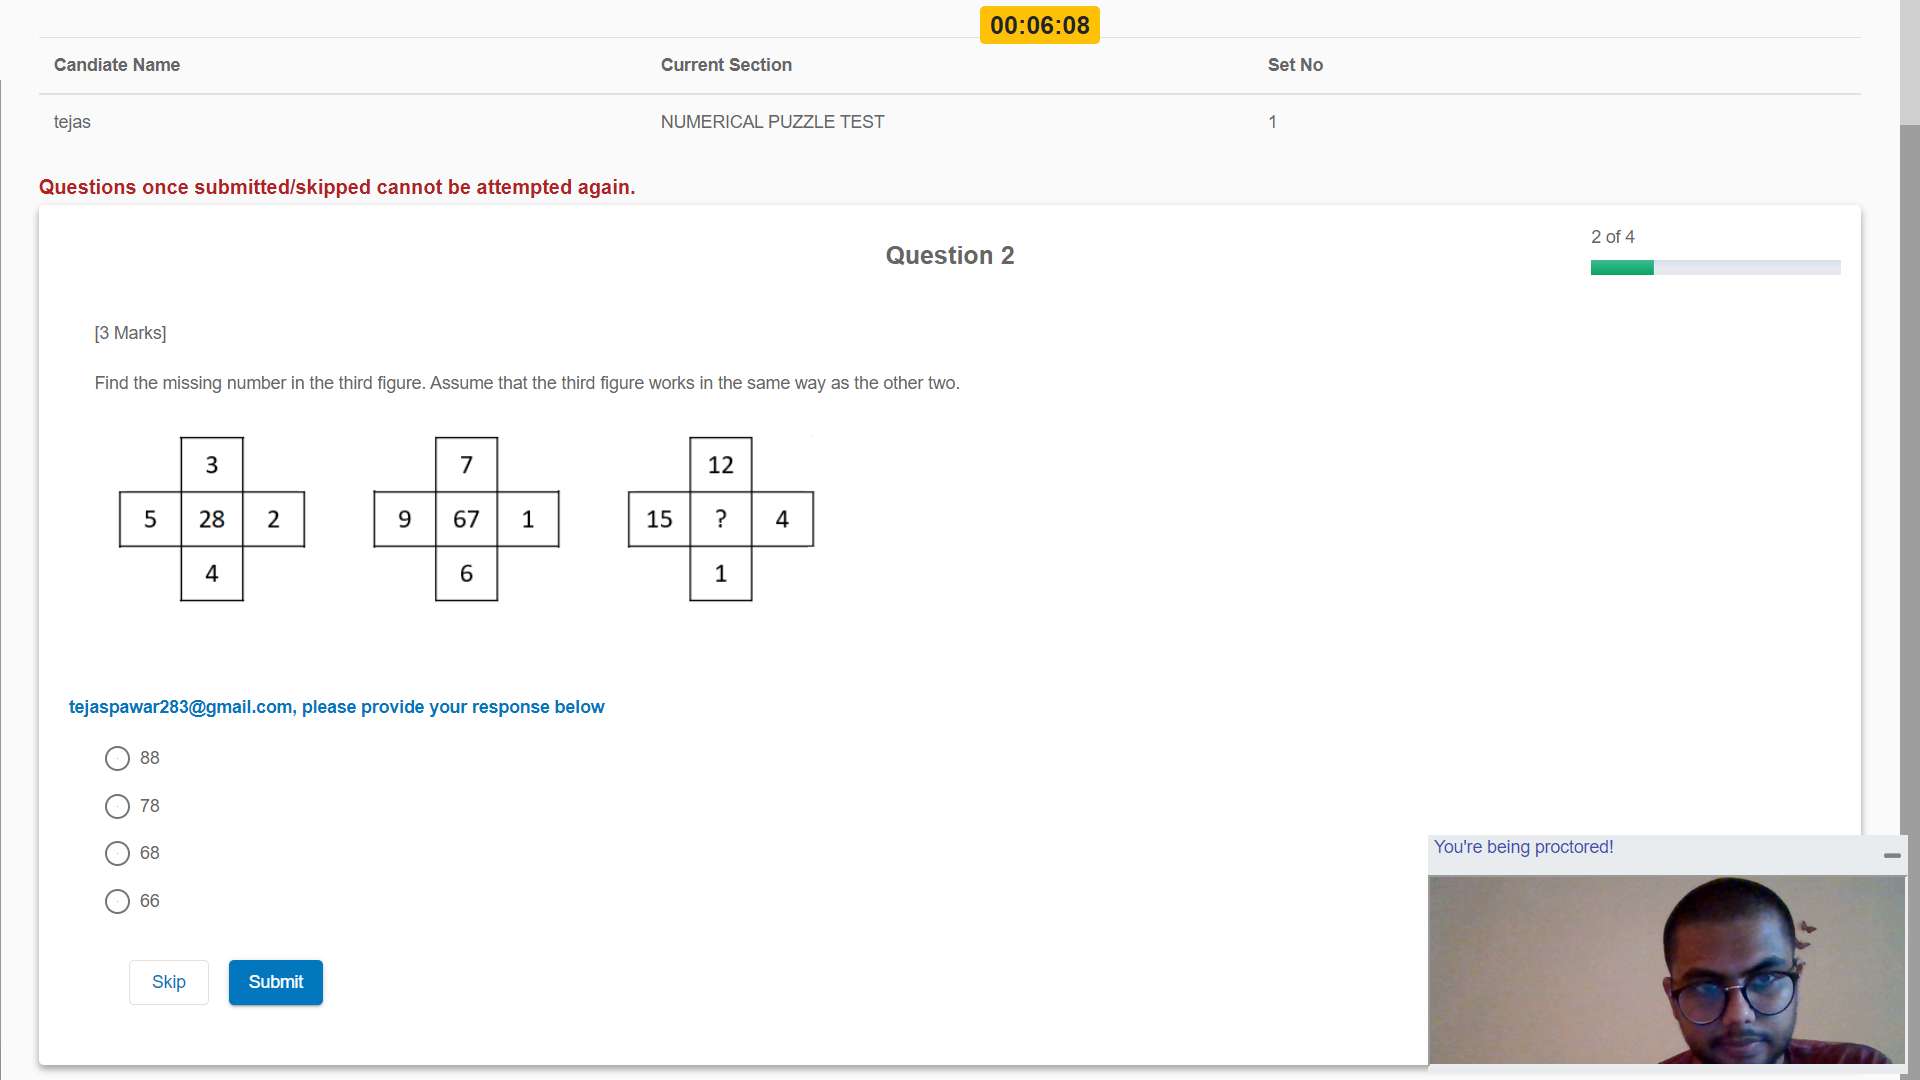 00:06:08
Candiate Name Current Section Set No
tejas NUMERICAL PUZZLE TEST 1
Questions once submitted/skipped cannot be attempted again.
2 of 4
Question 2
[3 Marks]
Find the missing number in the third figure. Assume that the third figure works in the same way as the other two.
3 7 12
5 28 2 9 67 1 15 ? 4
4 6 1
tejaspawar283@gmail.com, please provide your response below
88
78
68
66
You're being proctored!
Skip Submit